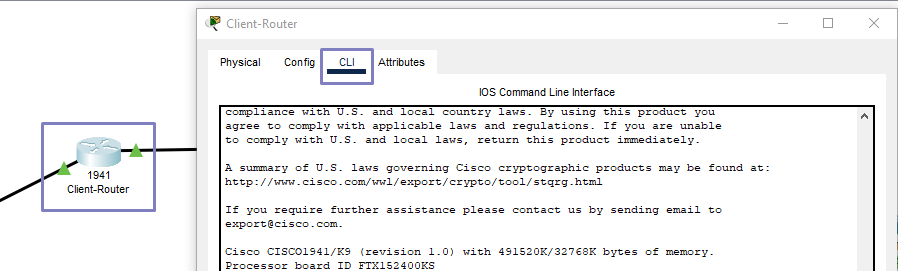 Client-Router
Physical Config CLI Attributes
IOS Command Line Interface
compliance with U.S. and local country laws. By using this product you
agree to comply with applicable laws and regulations. If you are unable
to comply with U.S. and local laws, return this product immediately.
A summary of U.S. laws governing Cisco cryptographic products may be found at:
http://www.cisco.com/wwl/export/crypto/tool/stqrg.html
If you require further assistance please contact us by sending email to
export@cisco.com.
Cisco CISCO1941/K9 (revision 1.0) with 491520K/32768K bytes of memory.
Processor board ID FTX152400KS
1941
Client-Router